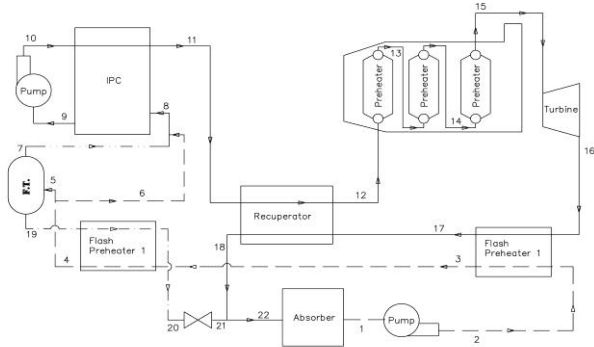 15
10
11
13
Preheater
Preheater
Preheater
14
IPC
Pump
Turbine
9
8
7
16
F.T.
5
6
12
Recuperator
19
Flash
Preheater 1
18
17
Flash
Preheater 1
4
3
20
21
22
Absorber
1
Pump
2